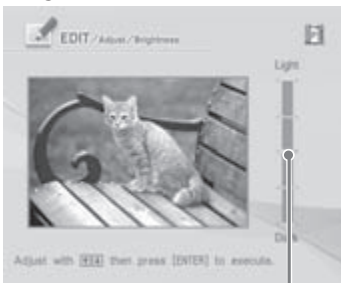 EDIT/Adjust/Brightness
Light
Dark
Adjust with then press [ENTER] to execute.